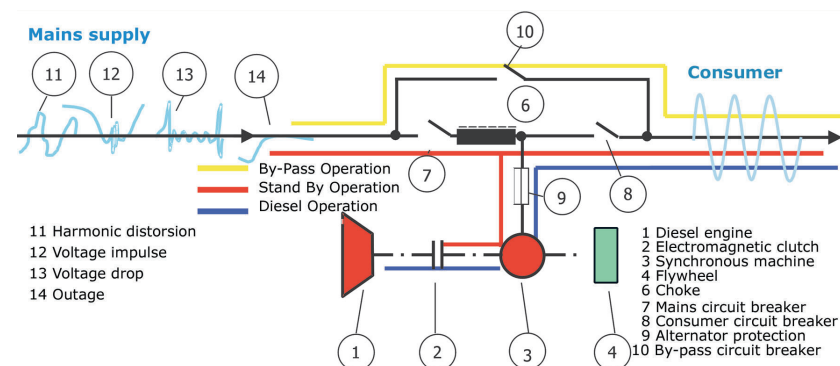 Mains supply
10
11
12
13
14
6
Consumer
7
8
9
By-Pass Operation
Stand By Operation
Diesel Operation
11 Harmonic distorsion
12 Voltage impulse
13 Voltage drop
14 Outage
1 Diesel engine
2 Electromagnetic clutch
3 Synchronous machine
4 Flywheel
6 Choke
7 Mains circuit breaker
8 Consumer circuit breaker
9 Alternator protection
10 By-pass circuit breaker
1
2
3
4